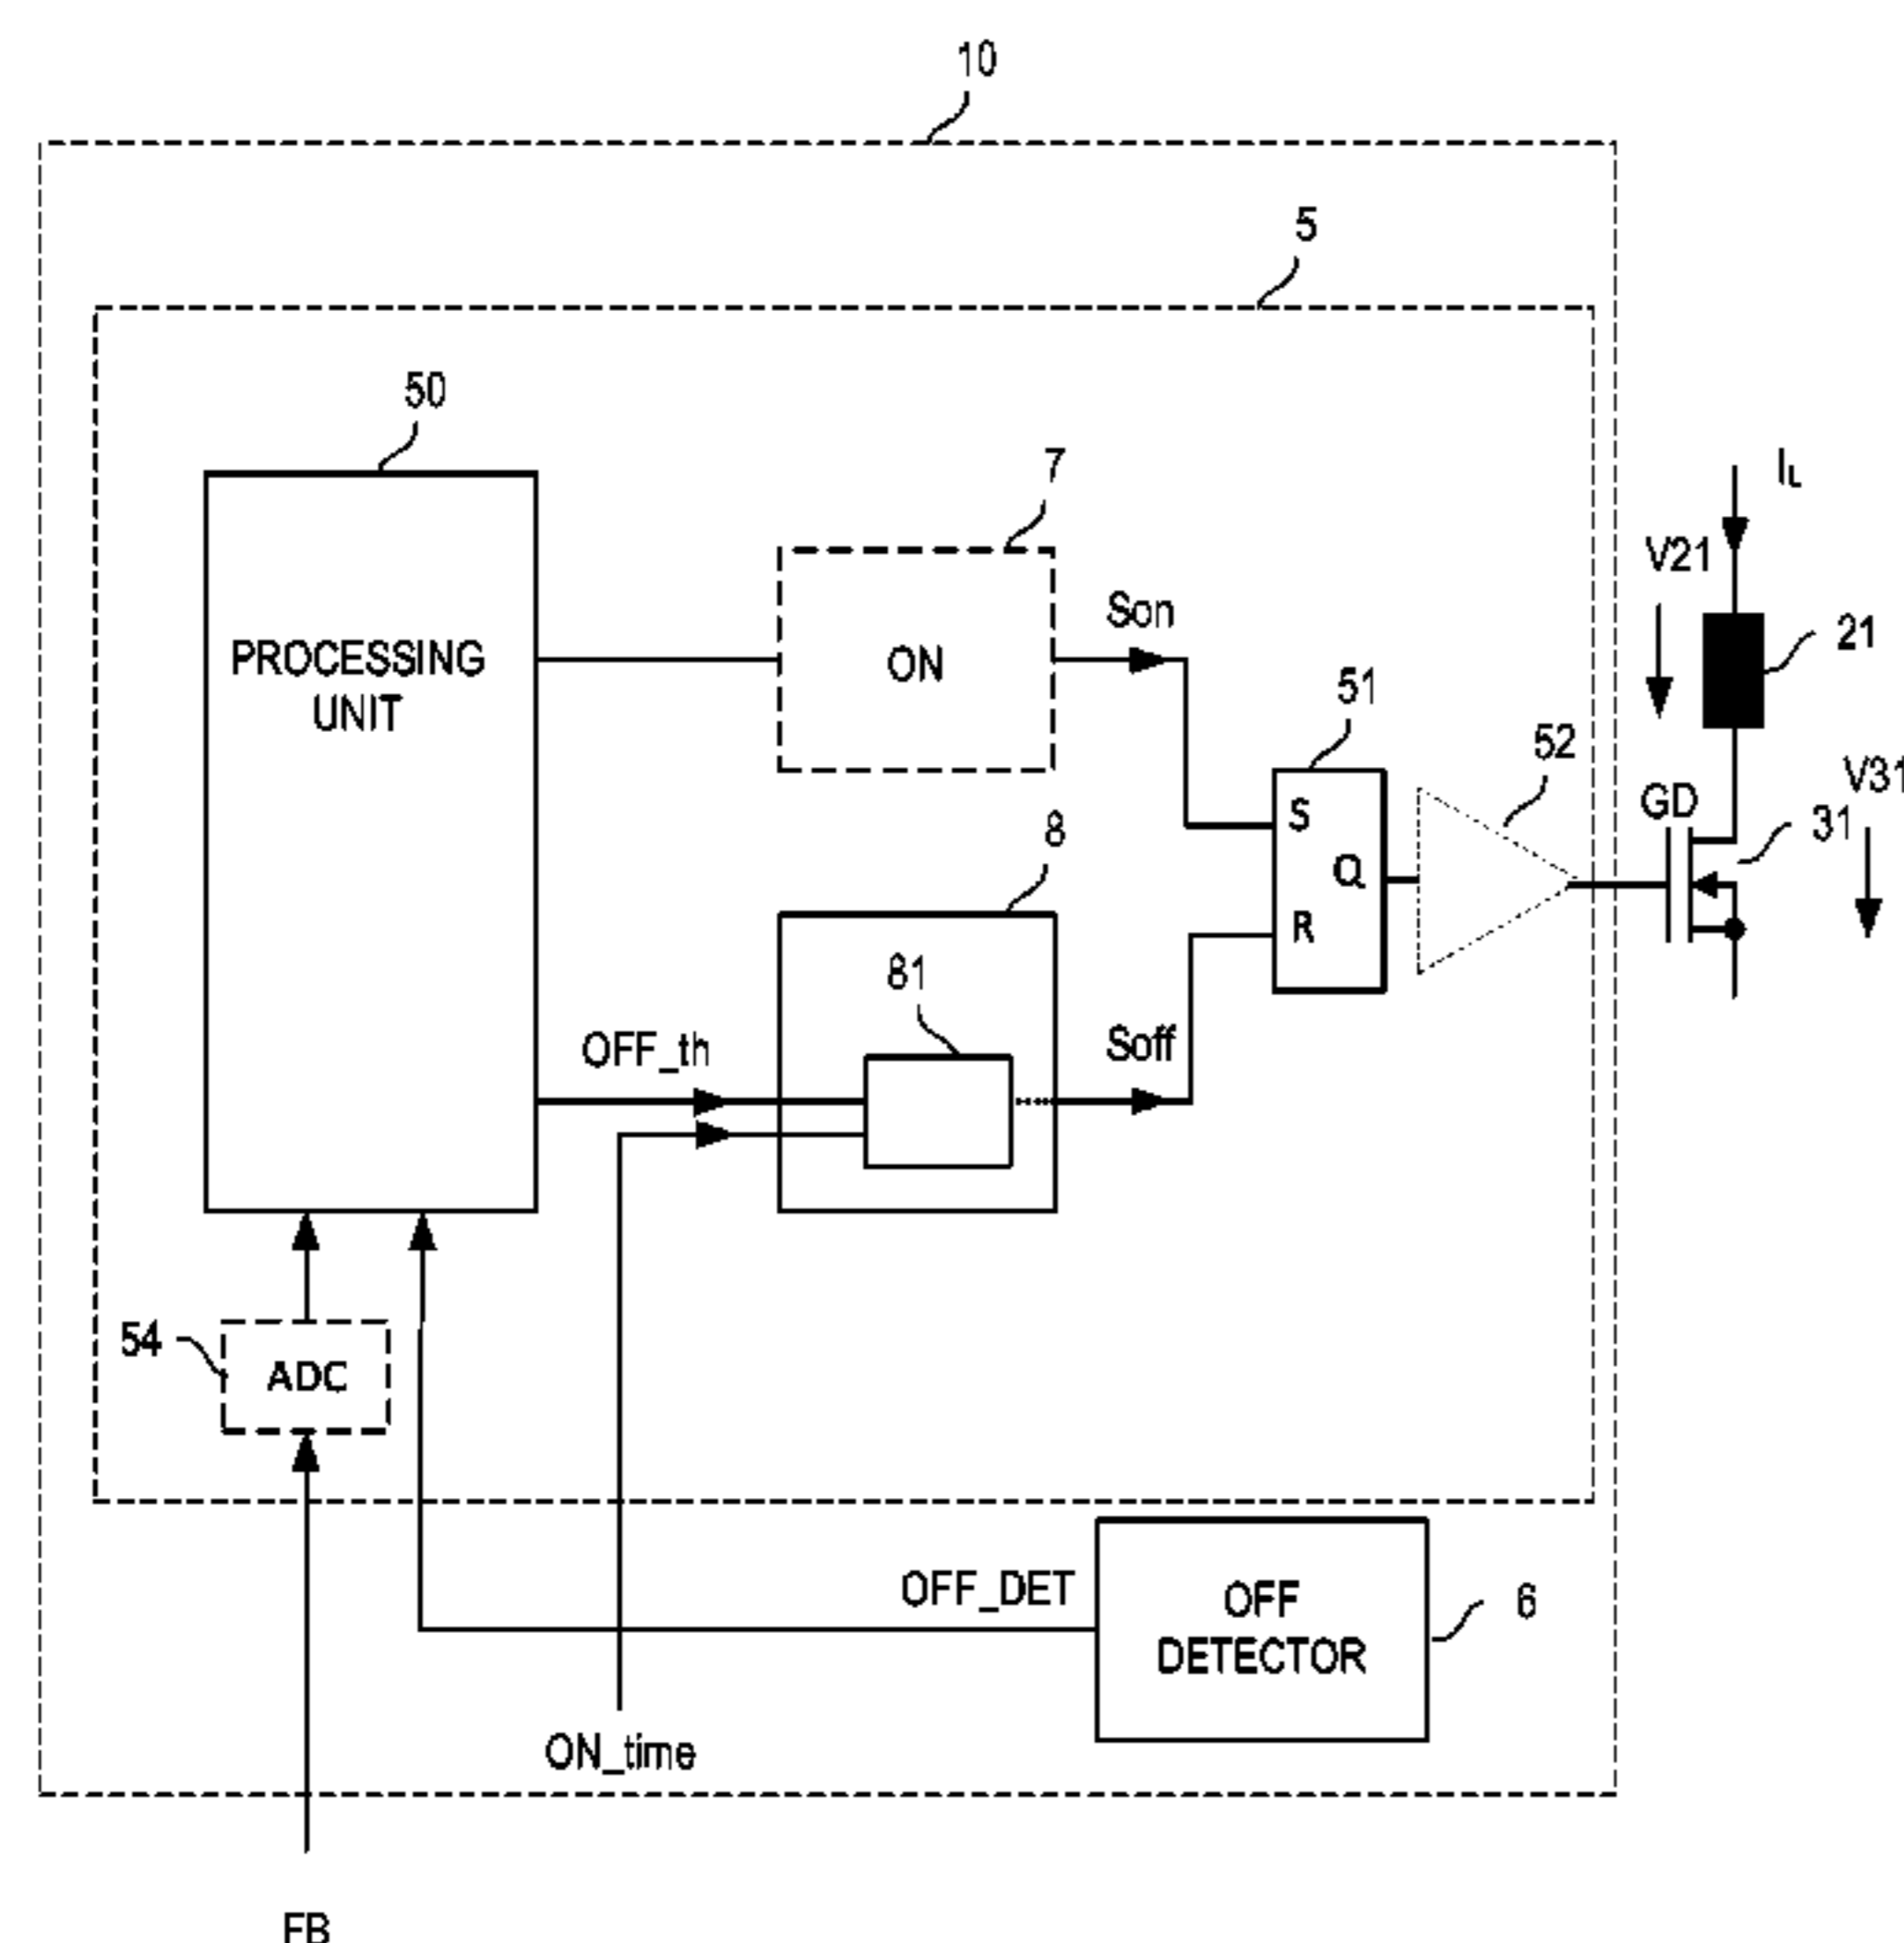 10
5
50
7
IL
V21
Son
PROCESSING
UNIT
ON
21
51
52
V31
GD
S
31
8
Q
R
81
OFF_th
Soff
54
ADC
OFF_DET
OFF
DETECTOR
6
ON_time
FB